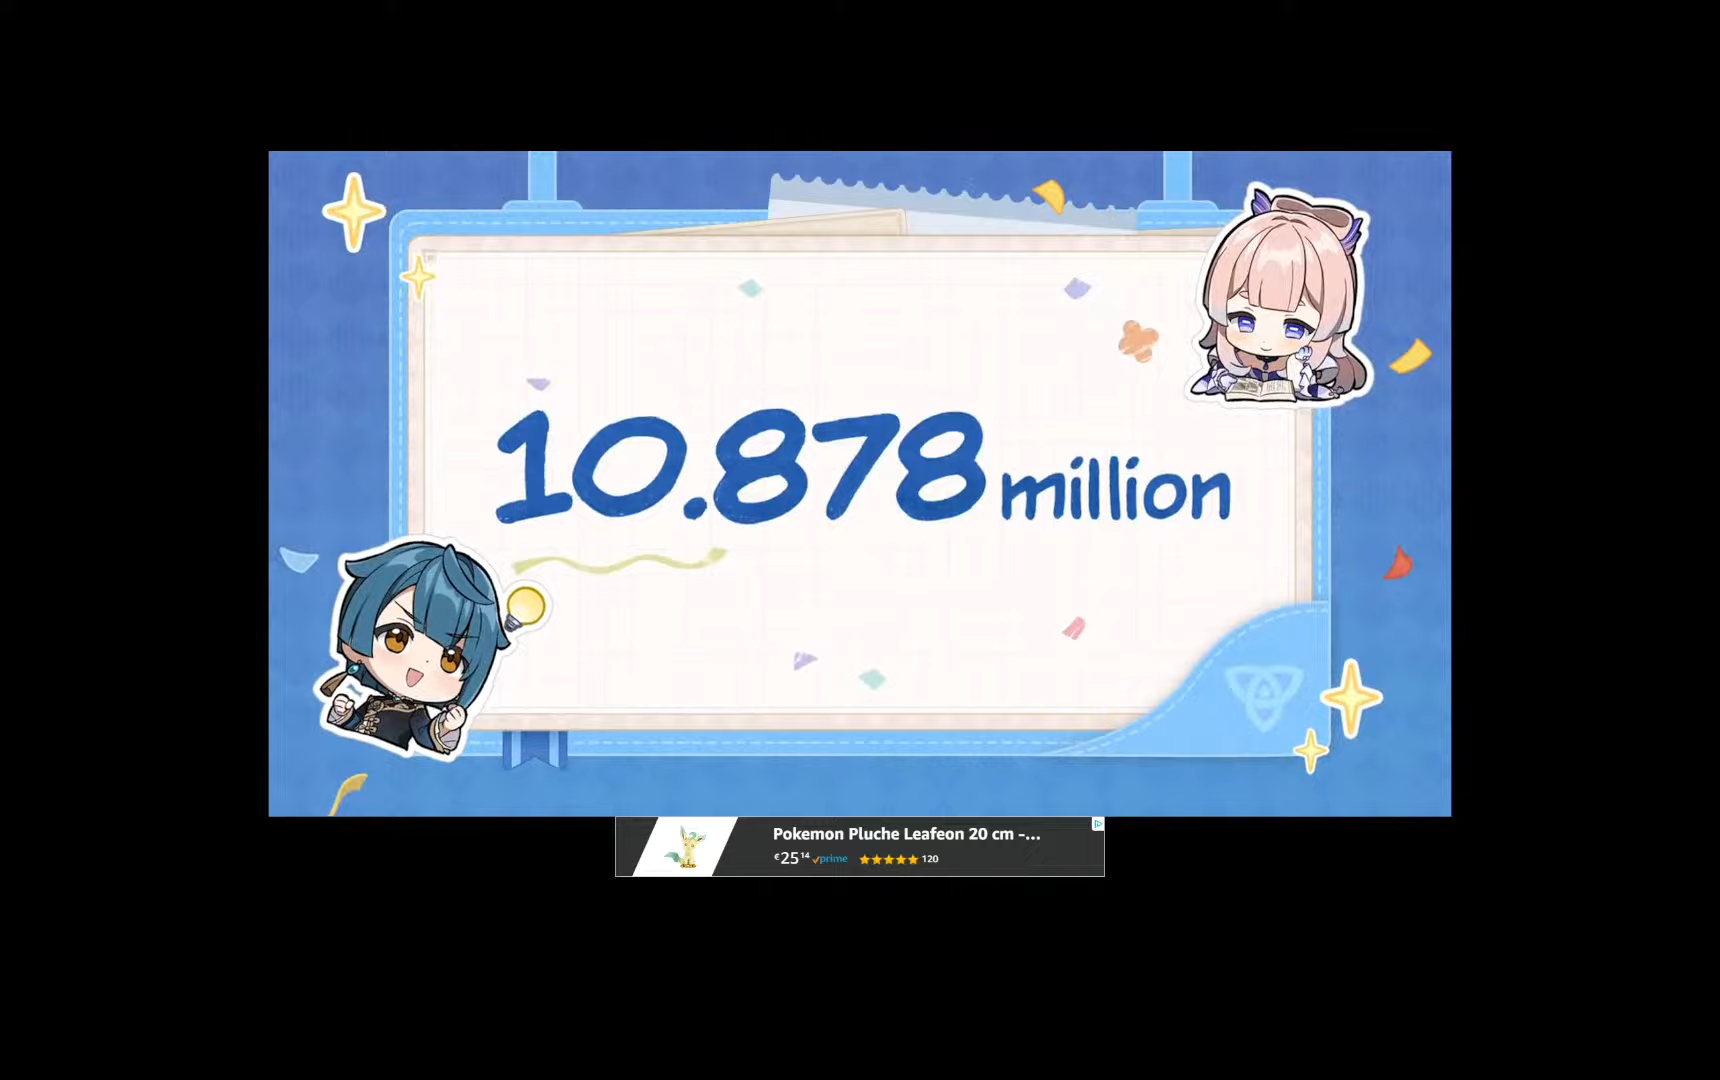 10.878 million
Pokemon Pluche Leafeon 20 cm -...
€25¹⁴ prime 120